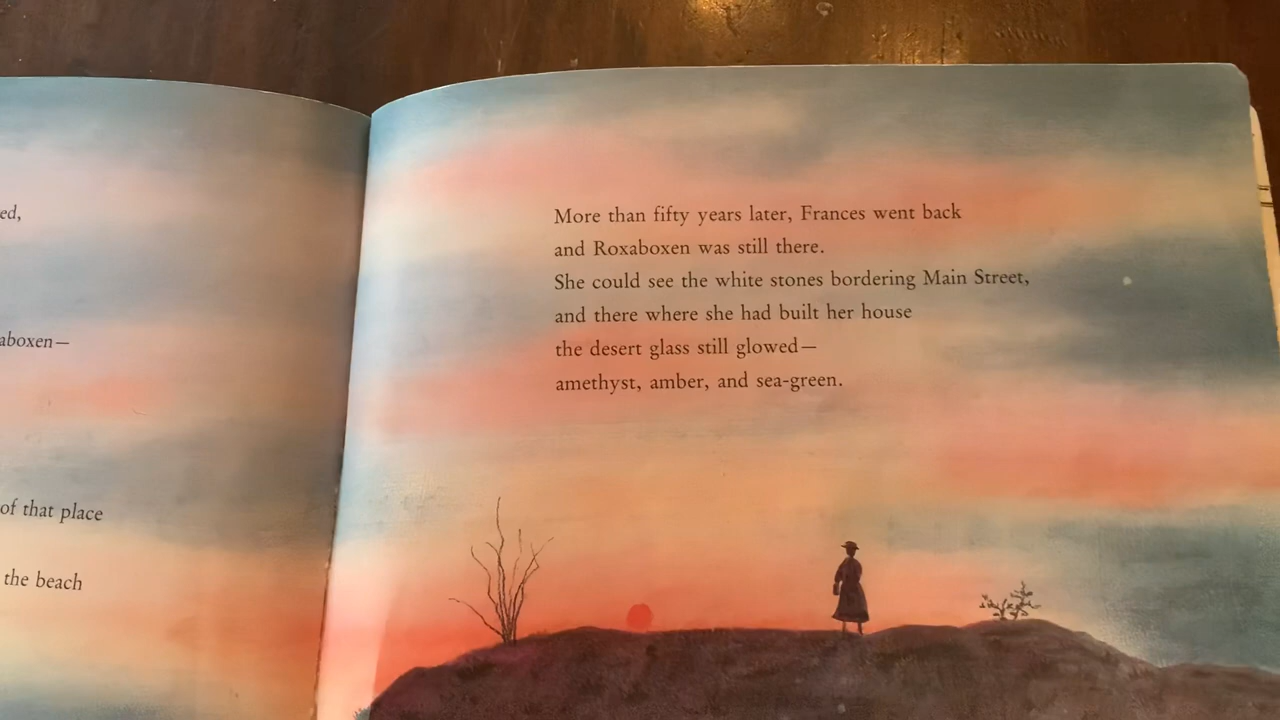 ed,
aboxen—
of that place
the beach
More than fifty years later, Frances went back
and Roxaboxen was still there.
She could see the white stones bordering Main Street,
and there where she had built her house
the desert glass still glowed—
amethyst, amber, and sea-green.